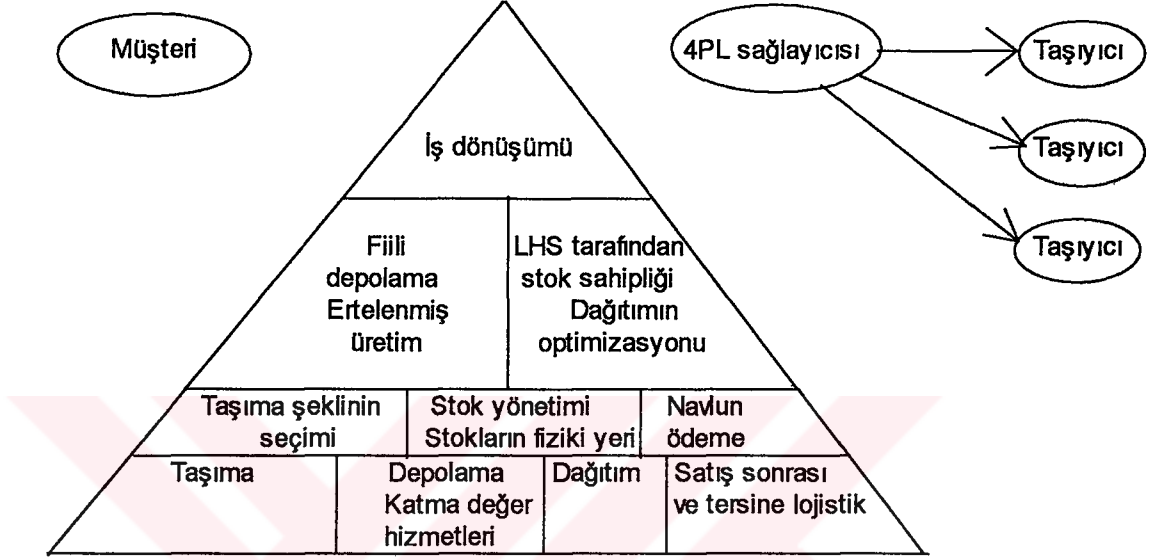 Müşteri
4PL sağlayıcısı
Taşıyıcı
Taşıyıcı
Taşıyıcı
İş dönüşümü
Fiili
depolama
Ertelenmiş
üretim
LHS tarafından
stok sahipliği
Dağıtımın
optimizasyonu
Taşıma şeklinin
seçimi
Stok yönetimi
Stokların fiziki yeri
Navlun
ödeme
Taşıma
Depolama
Katma değer
hizmetleri
Dağıtım
Satış sonrası
ve tersine lojistik